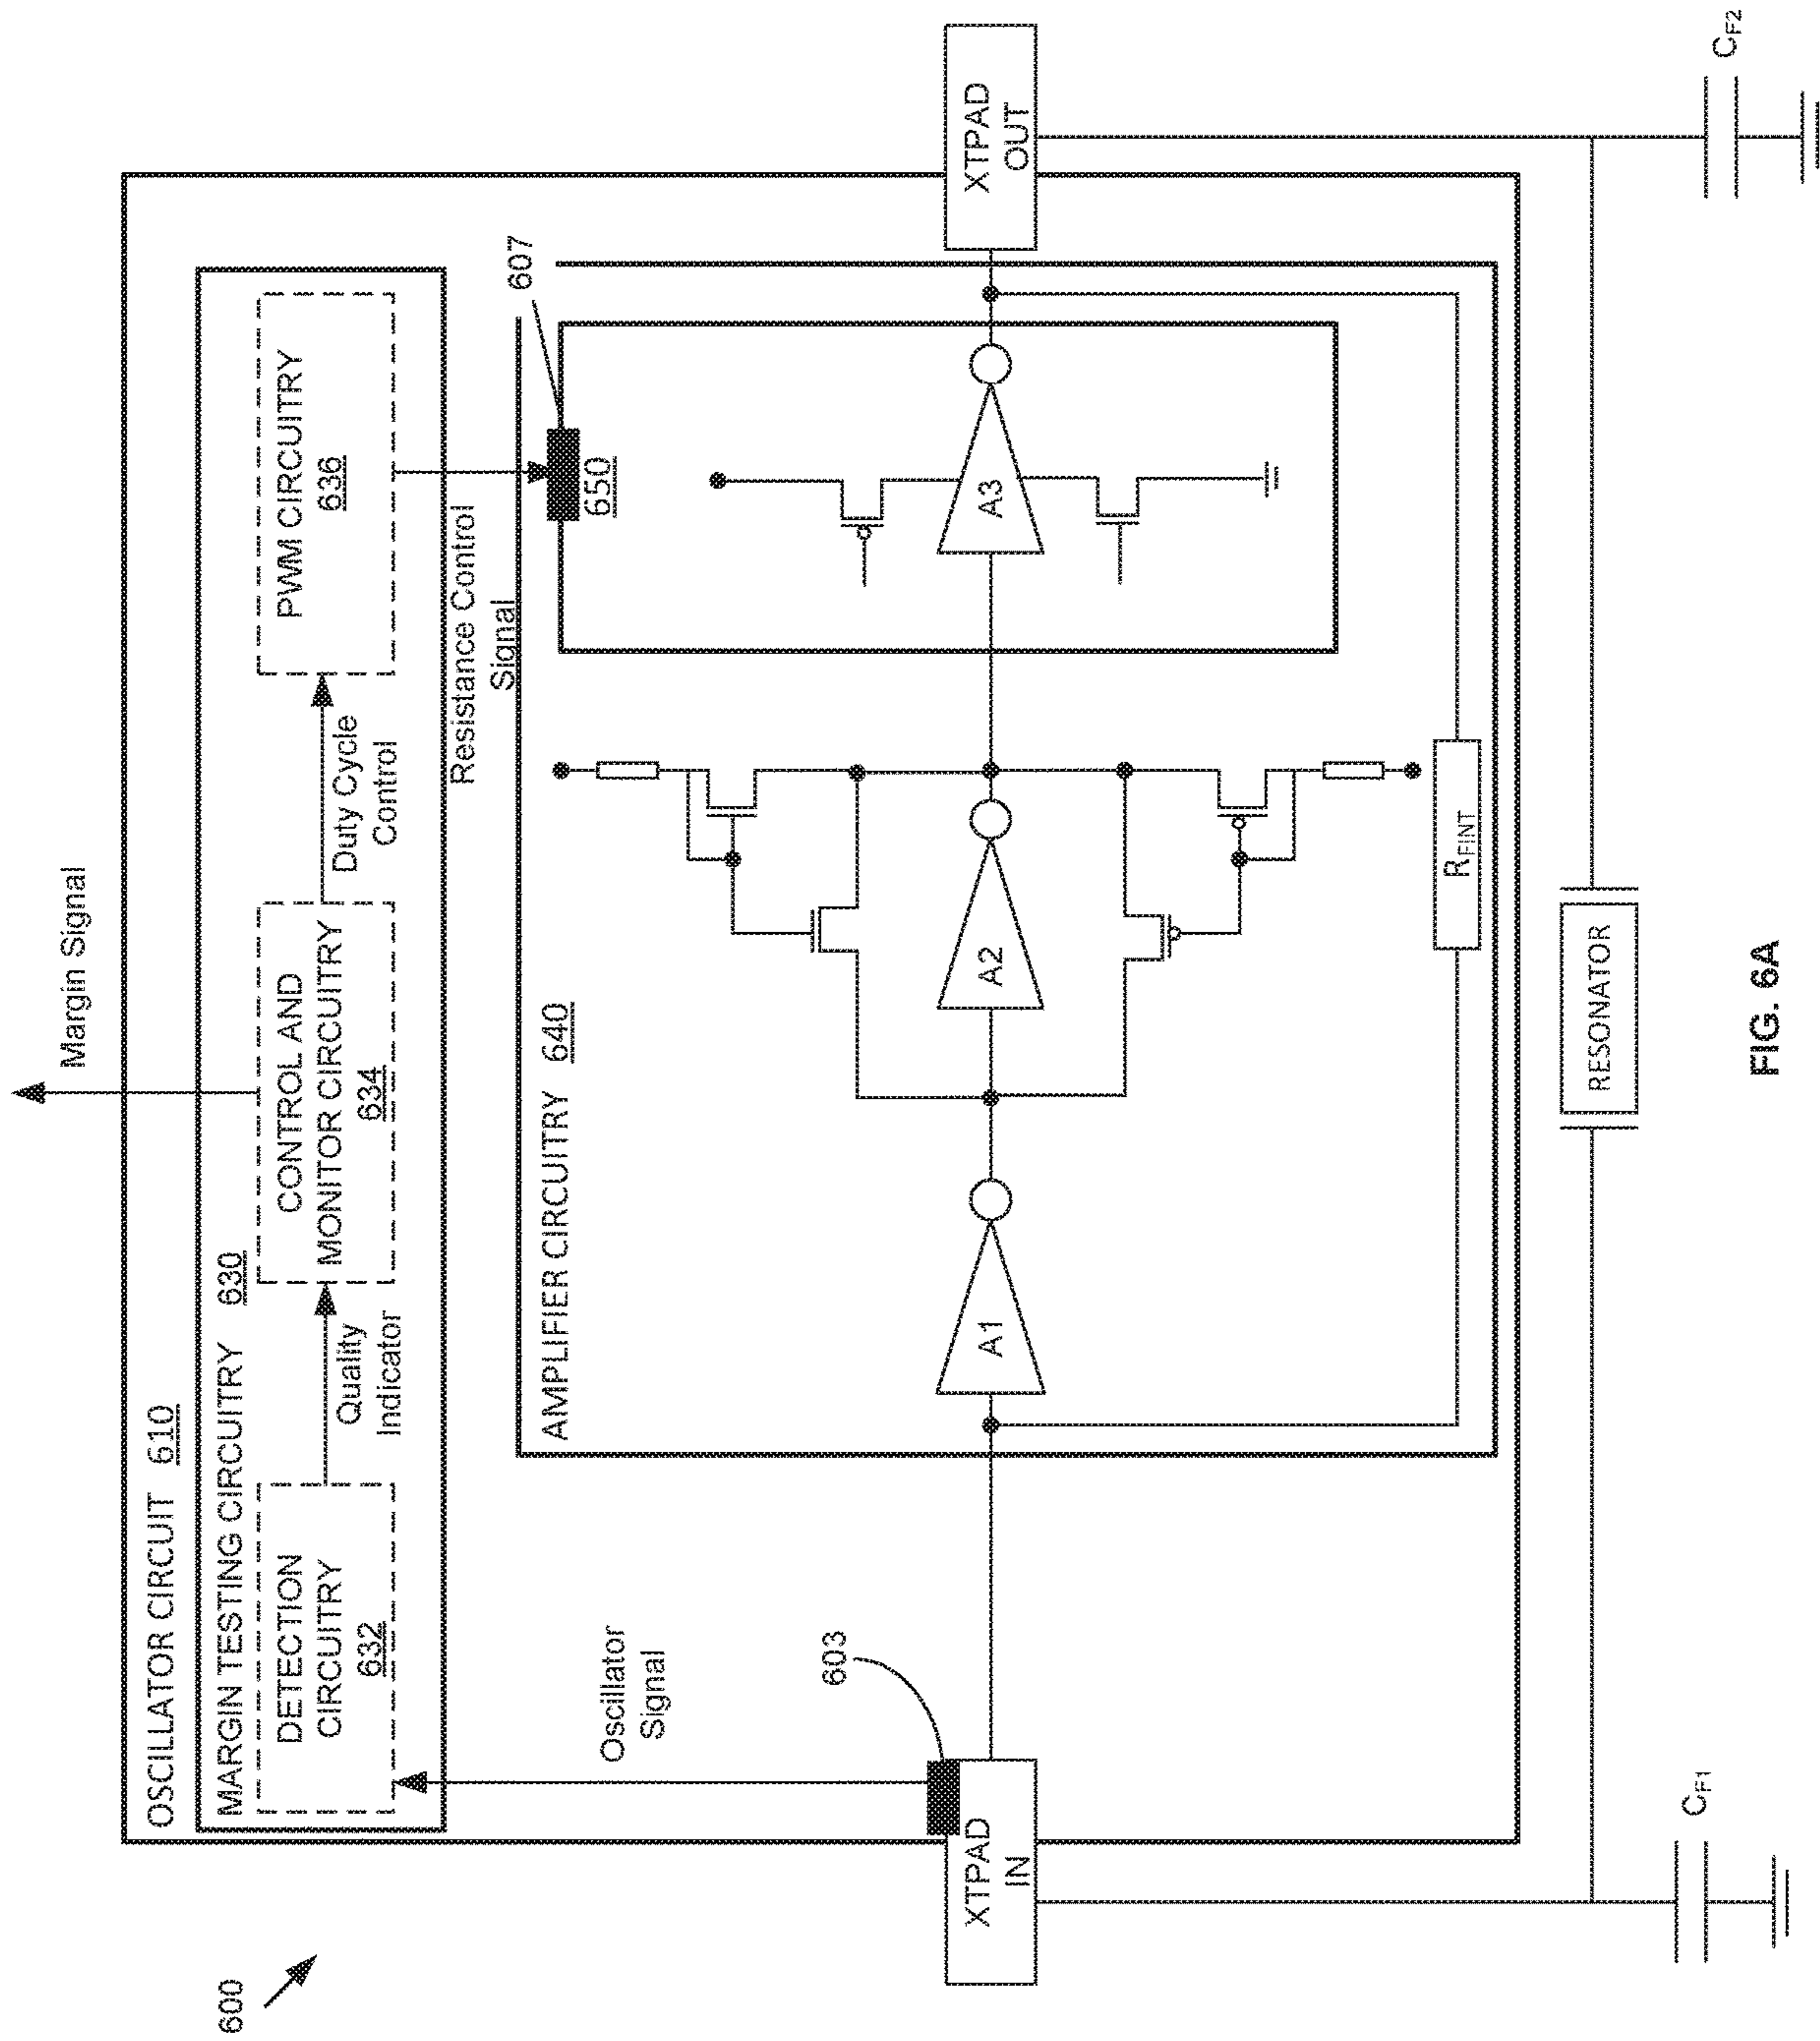 600
Margin Signal
OSCILLATOR CIRCUIT 610
MARGIN TESTING CIRCUITRY 630
DETECTION
CIRCUITRY
632
Quality
Indicator
CONTROL AND
MONITOR CIRCUITRY
634
Duty Cycle
Control
PWM CIRCUITRY
636
Resistance Control
Signal
607
Oscillator
Signal
603
AMPLIFIER CIRCUITRY 640
650
XTPAD
IN
A1
A2
A3
XTPAD
OUT
RFINT
RESONATOR
CF1
CF2
FIG. 6A